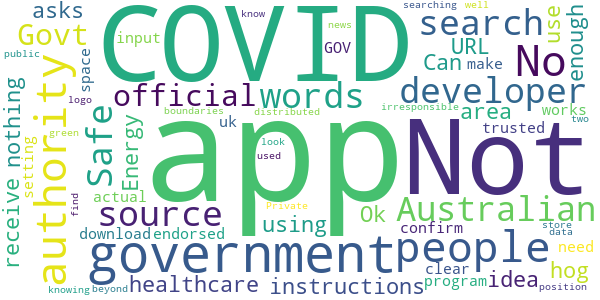 COVID
app
Not
government
people
authority
No
search
developer
official
words
source
Safe
Australian
Govt
asks
URL
Can
make
area
use
enough
know
news
searching
well
input
GOV
public
space
receive nothing
setting
Energy
logo
green
boundaries
distributed
irresponsible
works
two
trusted
uk
look
actual
used
Private
Ok
using
find
download
endorsed
confirm
store
data
need
healthcare
instructions
clear
program
idea
hog
knowing
beyond
position